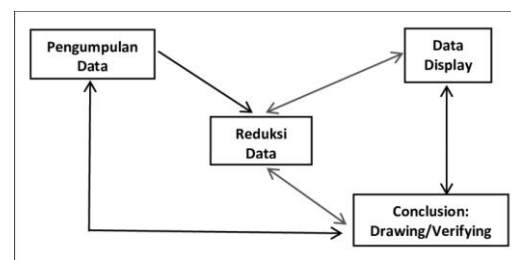 Pengumpulan
Data
Data
Display
Reduksi
Data
Conclusion:
Drawing/Verifying